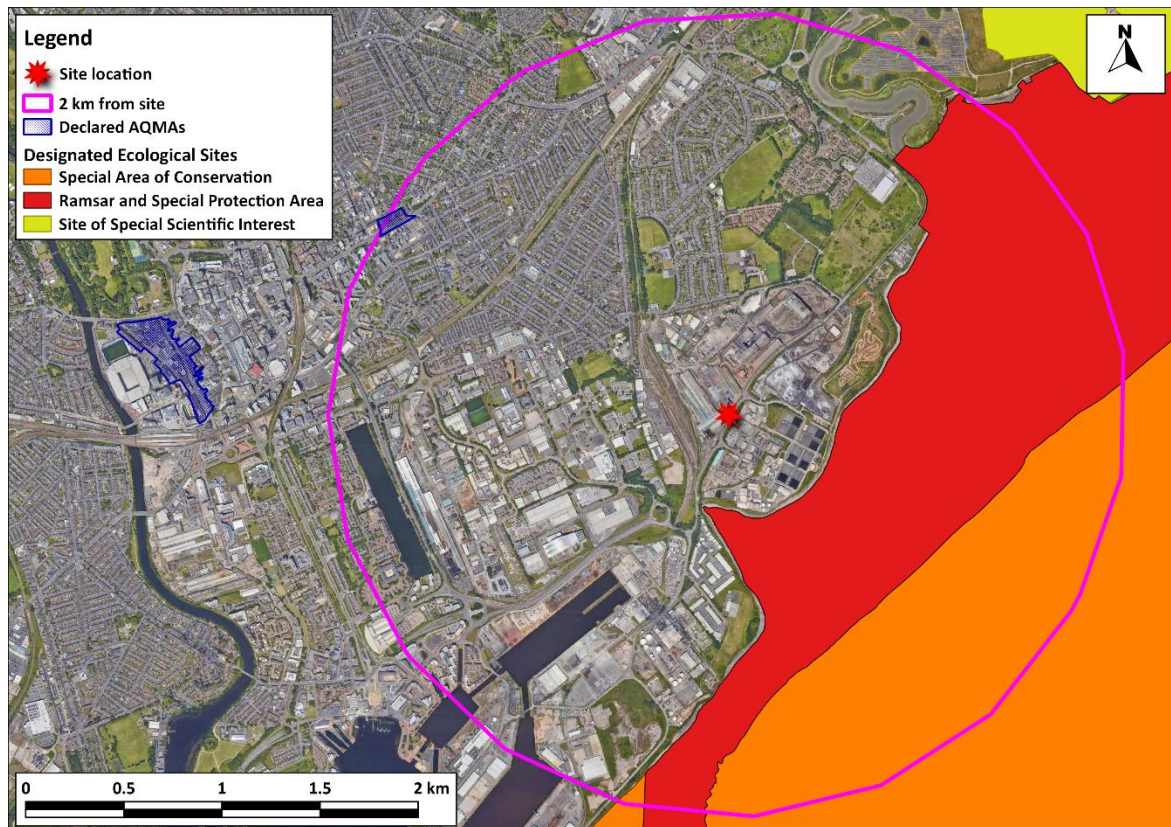 Legend
Site location
2 km from site
Declared AQMAs
Designated Ecological Sites
Special Area of Conservation
Ramsar and Special Protection Area
Site of Special Scientific Interest
N
0 0.5 1 1.5 2 km